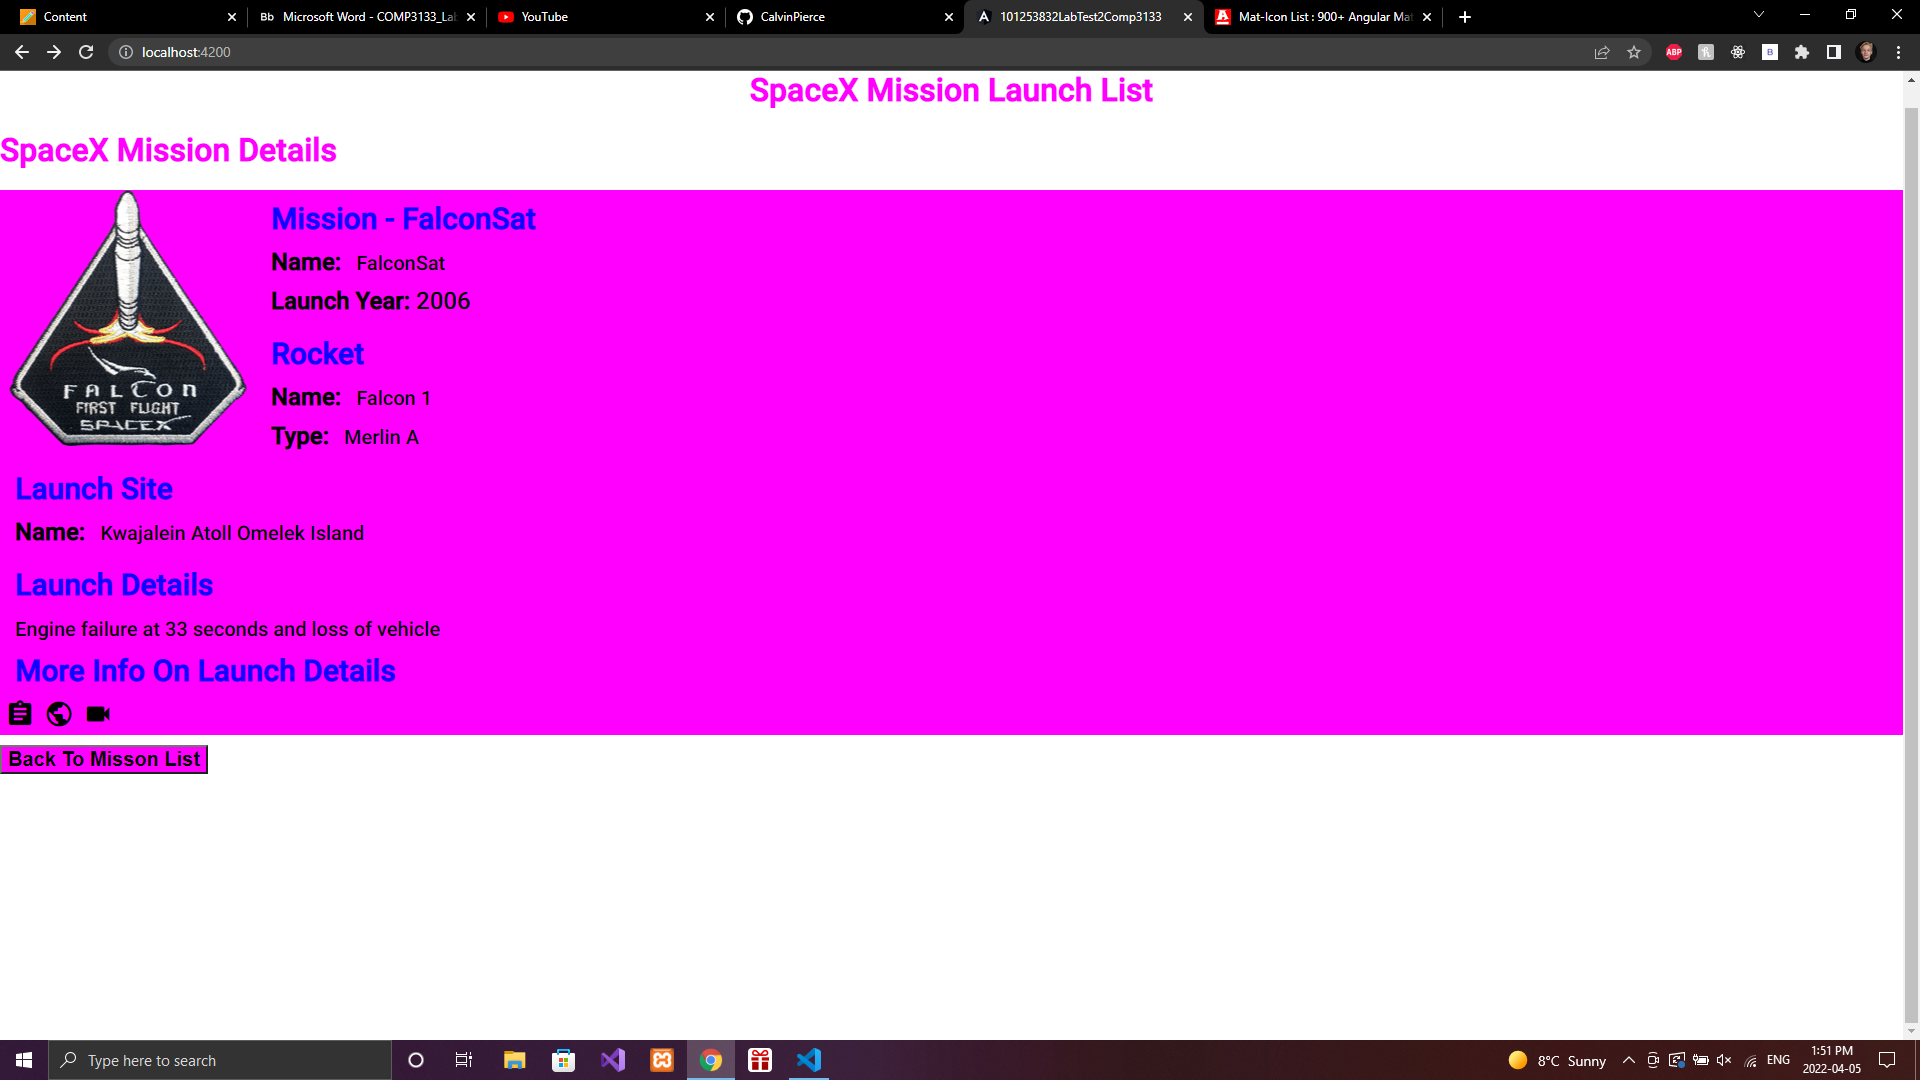 Content
Microsoft Word - COMP3133_La
YouTube
CalvinPierce
101253832LabTest2Comp3133
Mat-Icon List : 900+ Angular Mat
localhost:4200
SpaceX Mission Launch List
SpaceX Mission Details
Mission - FalconSat
Name: FalconSat
Launch Year: 2006
Rocket
Name: Falcon 1
Type: Merlin A
FALCON
FIRST FLIGHT
SPACEX
Launch Site
Name: Kwajalein Atoll Omelek Island
Launch Details
Engine failure at 33 seconds and loss of vehicle
More Info On Launch Details
Back To Misson List
Type here to search
8°C Sunny
ENG
1:51 PM
2022-04-05